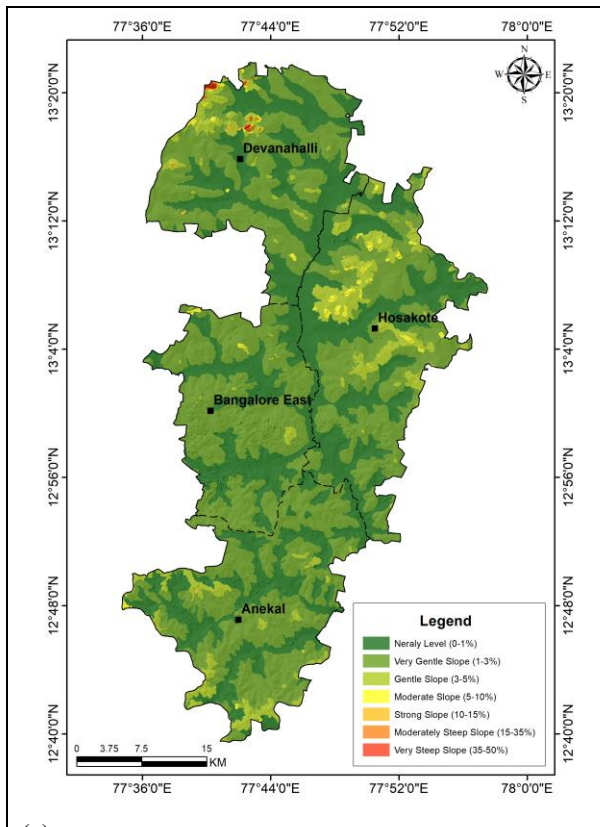 77°36'0"E 77°44'0"E 77°52'0"E 78°0'0"E
N
W E
S
13°20'0"N 13°20'0"N
Devanahalli
13°12'0"N 13°12'0"N
Hosakote
13°4'0"N 13°4'0"N
Bangalore East
12°56'0"N 12°56'0"N
12°48'0"N 12°48'0"N
Anekal
Legend
Neraly Level (0-1%)
Very Gentle Slope (1-3%)
Gentle Slope (3-5%)
Moderate Slope (5-10%)
Strong Slope (10-15%)
Moderately Steep Slope (15-35%)
Very Steep Slope (35-50%)
12°40'0"N 12°40'0"N
0 3.75 7.5 15
KM
77°36'0"E 77°44'0"E 77°52'0"E 78°0'0"E